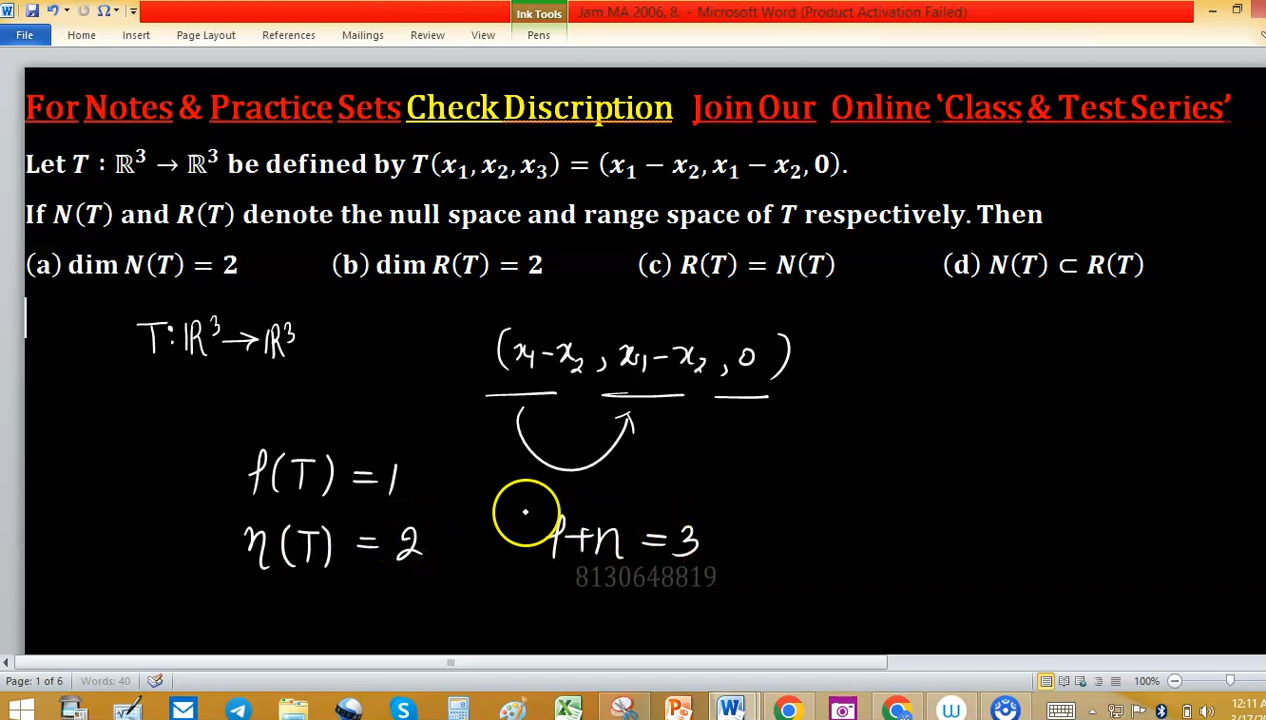 Ink Tools
Jam MA 2006, 8. - Microsoft Word (Product Activation Failed)
File Home Insert Page Layout References Mailings Review View Pens
For Notes & Practice Sets Check Discription Join Our Online ‘Class & Test Series’
Let T : ℝ³ → ℝ³ be defined by T(x₁, x₂, x₃) = (x₁ − x₂, x₁ − x₂, 0).
If N(T) and R(T) denote the null space and range space of T respectively. Then
(a) dim N(T) = 2 (b) dim R(T) = 2 (c) R(T) = N(T) (d) N(T) ⊂ R(T)
T: ℝ³ → ℝ³
(x₁ − x₂, x₁ − x₂, 0)
ρ(T) = 1
η(T) = 2
ρ + η = 3
8130648819
Page: 1 of 6 Words: 40 100%
12:11 A